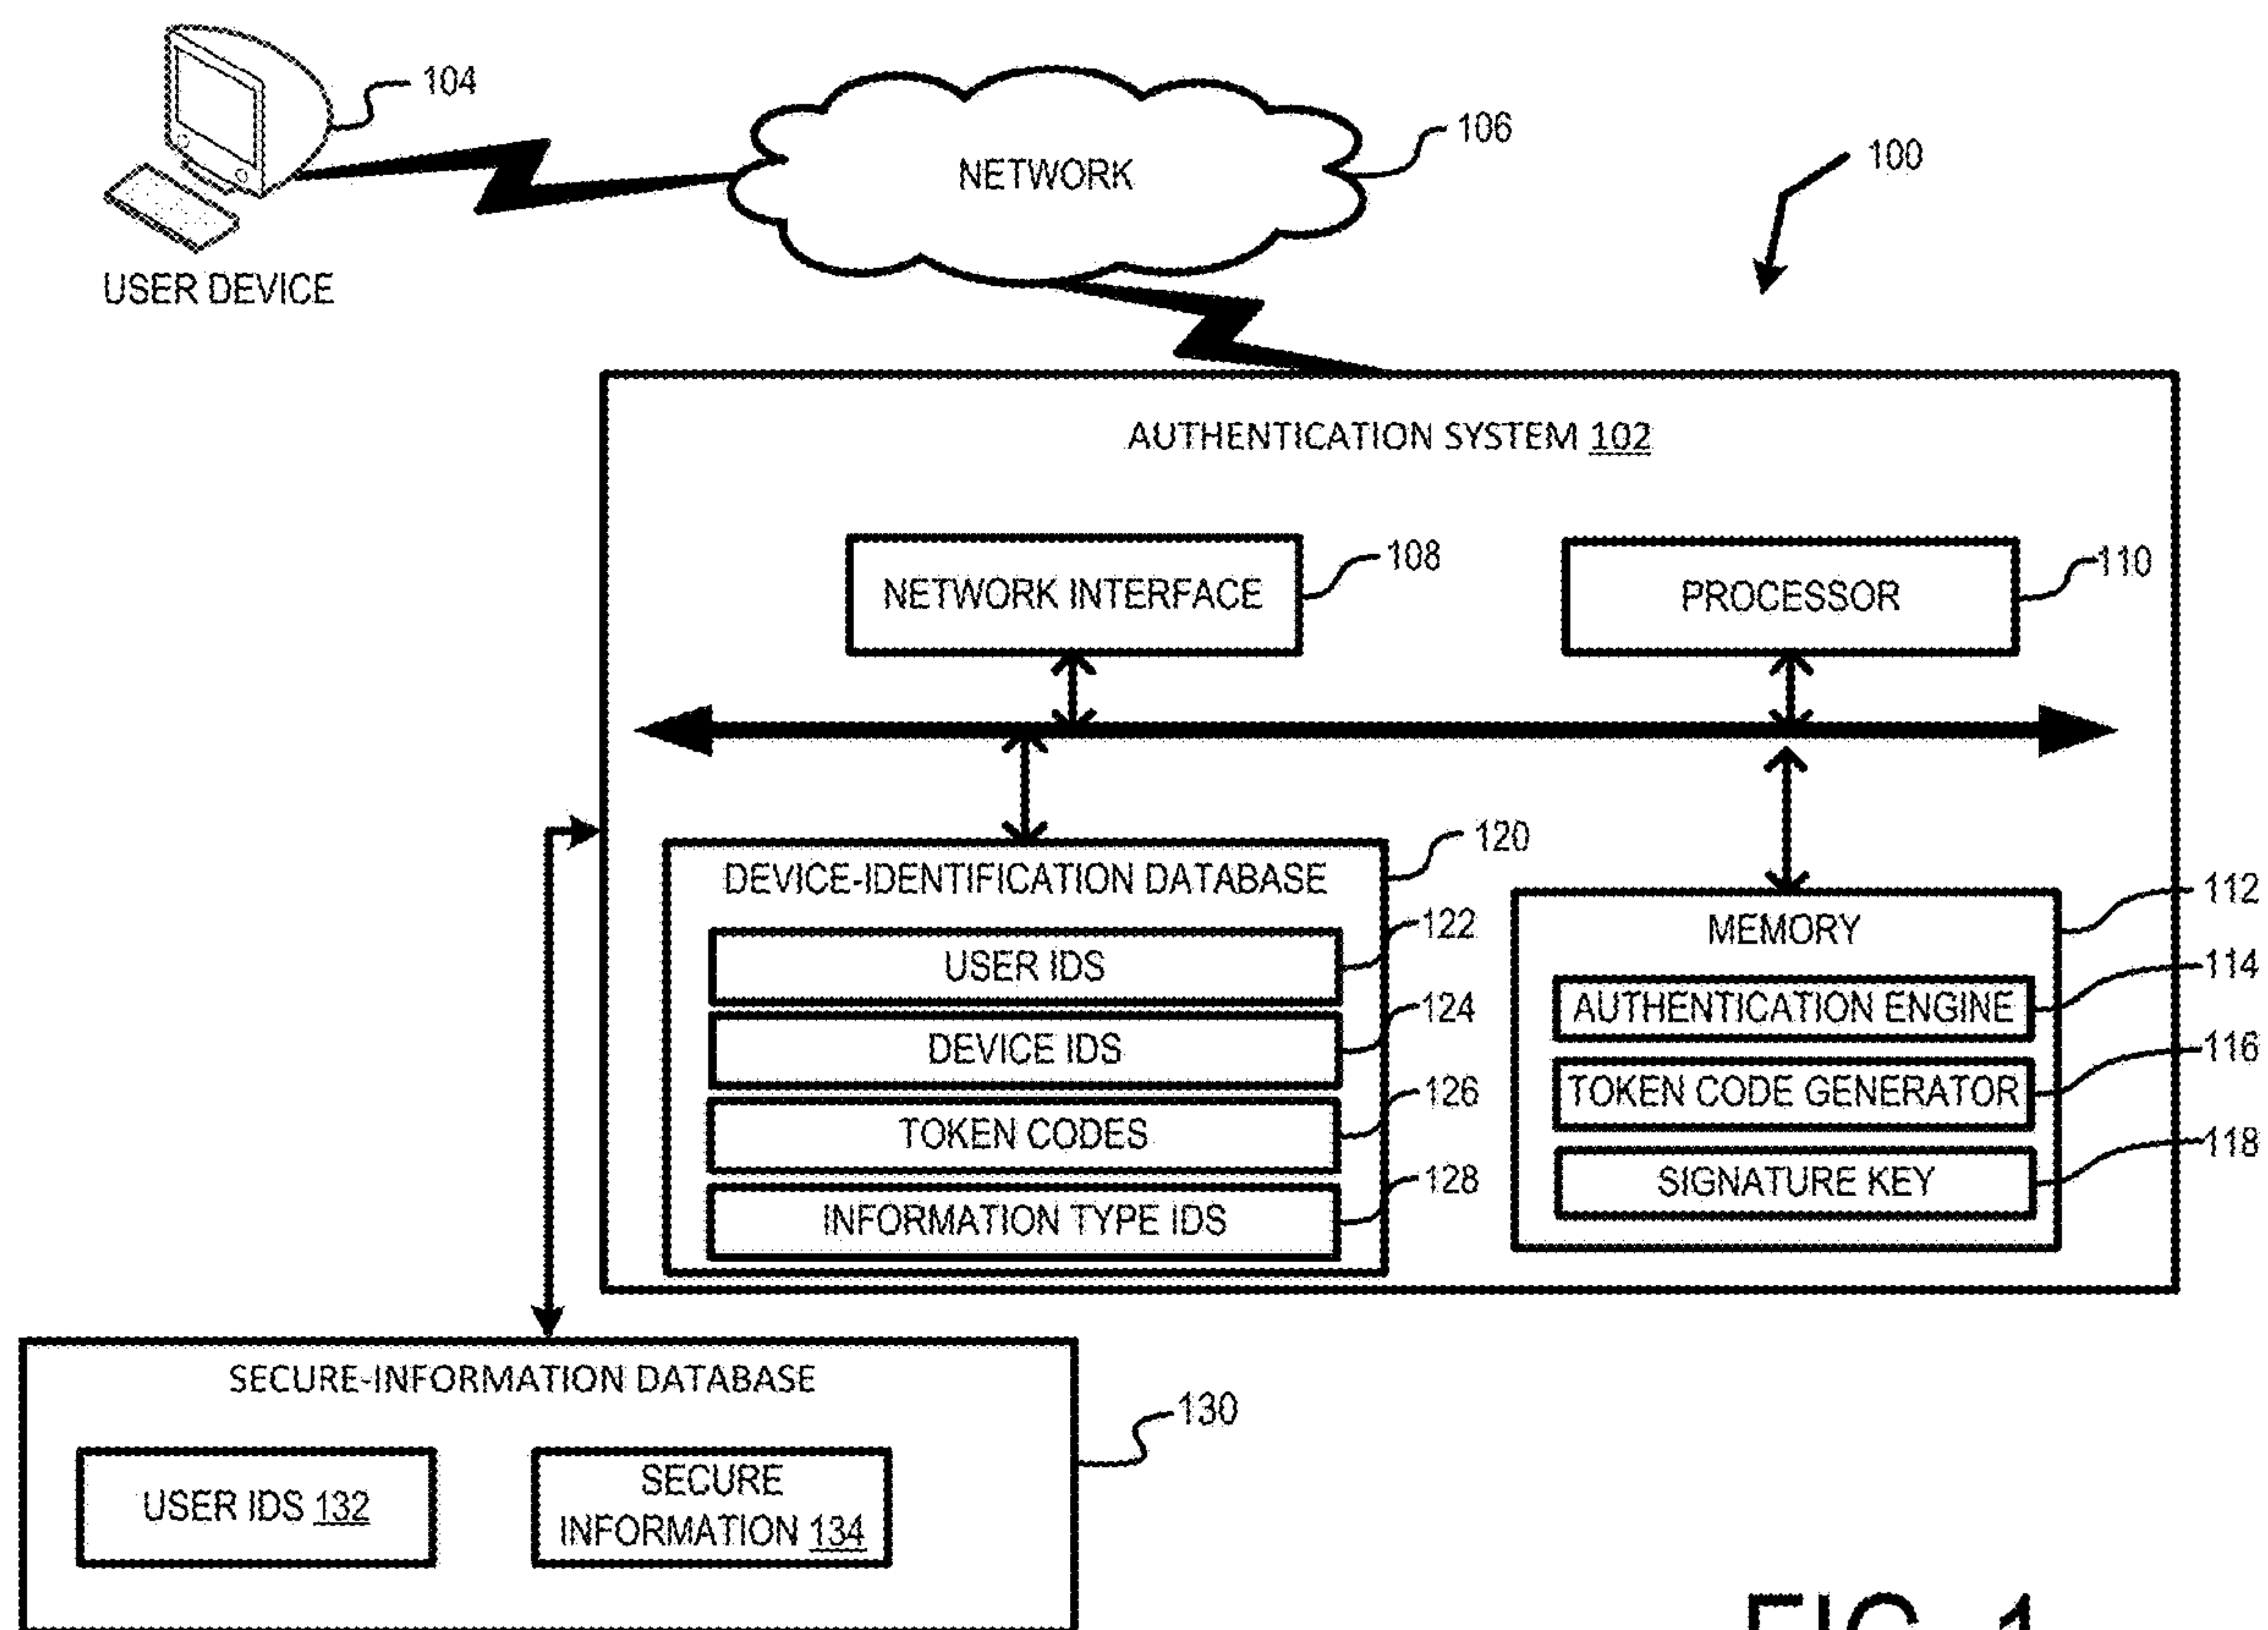 104
NETWORK
106
100
USER DEVICE
AUTHENTICATION SYSTEM 102
NETWORK INTERFACE
108
PROCESSOR
110
DEVICE-IDENTIFICATION DATABASE
120
USER IDS
122
DEVICE IDS
124
TOKEN CODES
126
INFORMATION TYPE IDS
128
MEMORY
112
AUTHENTICATION ENGINE
114
TOKEN CODE GENERATOR
116
SIGNATURE KEY
118
SECURE-INFORMATION DATABASE
130
USER IDS 132
SECURE
INFORMATION 134
FIG. 1